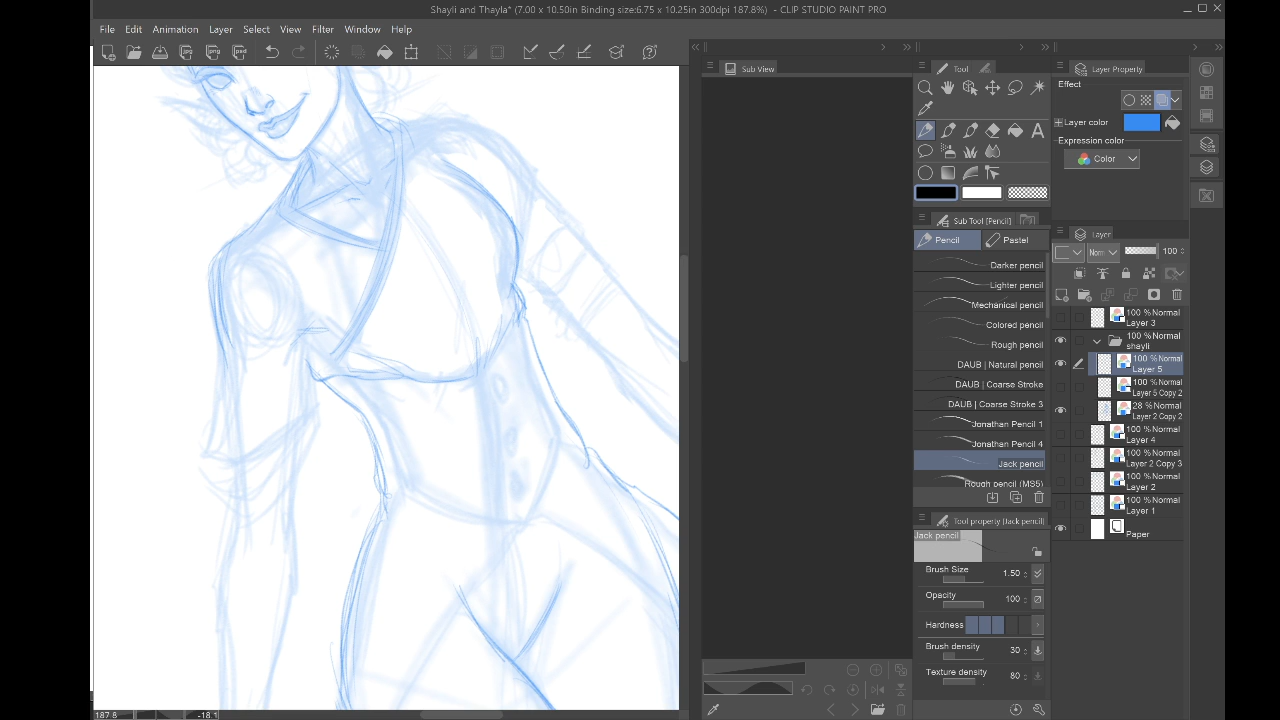 Shayli and Thayla* (7.00 x 10.50in Binding size:6.75 x 10.25in 300dpi 187.8%)  - CLIP STUDIO PAINT PRO
File Edit Animation Layer Select View Filter Window Help
Sub View
Tool
Sub Tool [Pencil]
Pencil Pastel
Darker pencil
Lighter pencil
Mechanical pencil
Colored pencil
Rough pencil
DAUB | Natural pencil
DAUB | Coarse Stroke
DAUB | Coarse Stroke 3
Jonathan Pencil 1
Jonathan Pencil 4
Jack pencil
Rough pencil (MS5)
Tool property [Jack pencil]
Jack pencil
Brush Size 1.50
Opacity 100
Hardness
Brush density 30
Texture density 80
Layer Property
Effect
Layer color
Expression color
Color
Layer
Norm 100
100 %Normal
Layer 3
100 %Normal
shayli
100 %Normal
Layer 5
100 %Normal
Layer 5 Copy 2
28 %Normal
Layer 2 Copy 2
100 %Normal
Layer 4
100 %Normal
Layer 2 Copy 3
100 %Normal
Layer 2
100 %Normal
Layer 1
Paper
187.8
-18.1